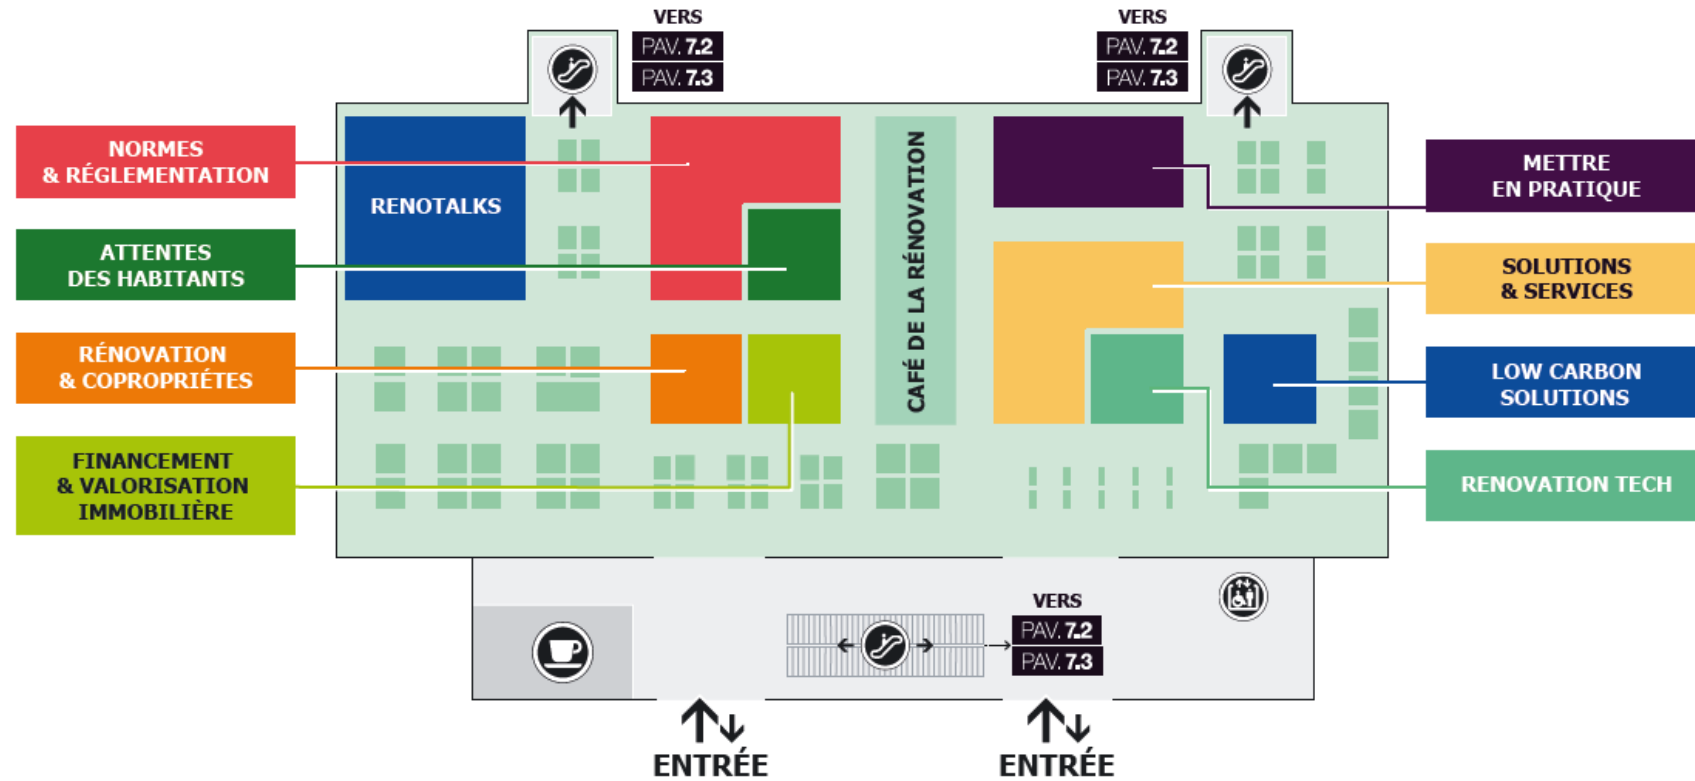 VERS
PAV. 7.2
PAV. 7.3
VERS
PAV. 7.2
PAV. 7.3
NORMES
& RÉGLEMENTATION
ATTENTES
DES HABITANTS
RÉNOVATION
& COPROPRIÉTES
FINANCEMENT
& VALORISATION
IMMOBILIÈRE
RENOTALKS
CAFÉ DE LA RÉNOVATION
METTRE
EN PRATIQUE
SOLUTIONS
& SERVICES
LOW CARBON
SOLUTIONS
RENOVATION TECH
VERS
PAV. 7.2
PAV. 7.3
ENTRÉE
ENTRÉE